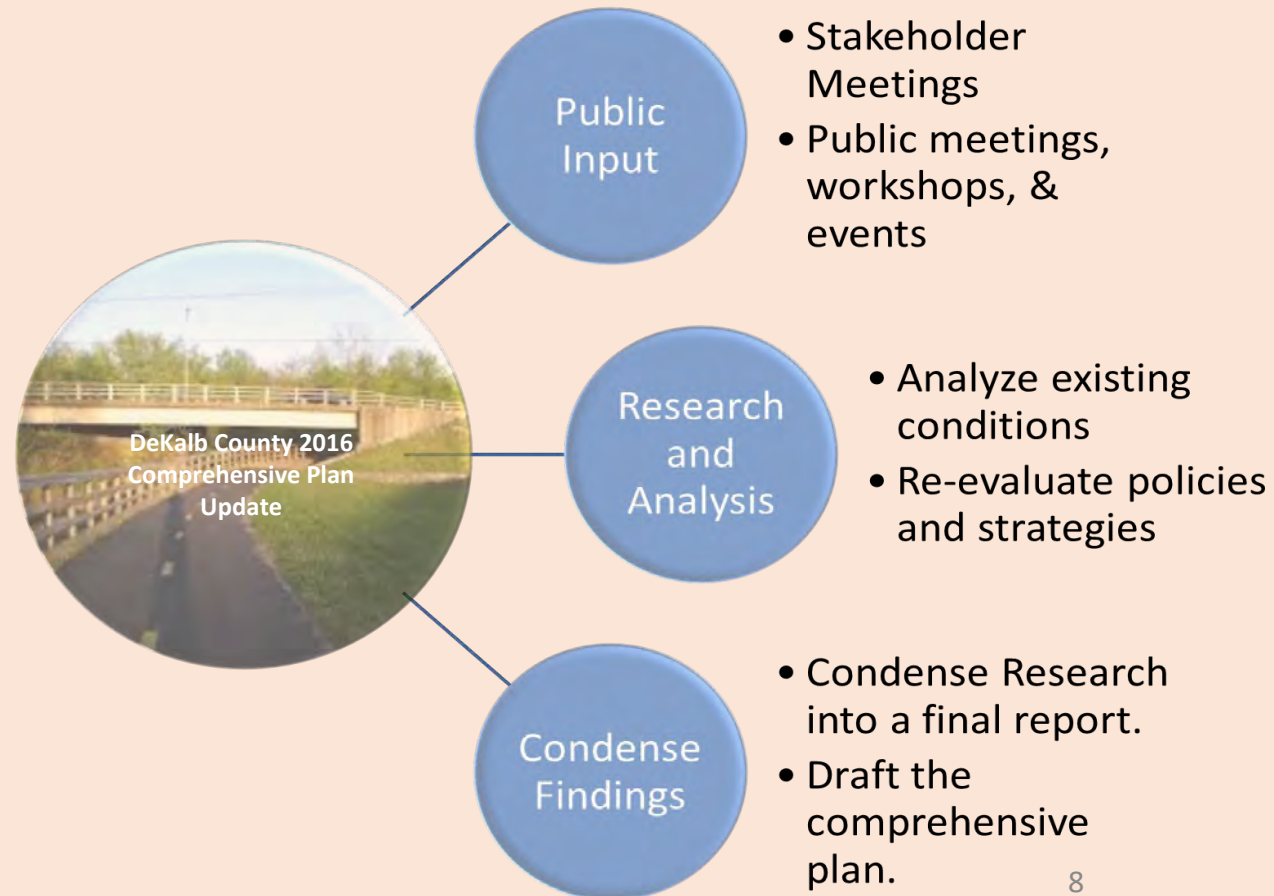 DeKalb County 2016
Comprehensive Plan
Update
Public
Input
• Stakeholder
Meetings
• Public meetings,
workshops, &
events
Research
and
Analysis
• Analyze existing
conditions
• Re-evaluate policies
and strategies
Condense
Findings
• Condense Research
into a final report.
• Draft the
comprehensive
plan.
8